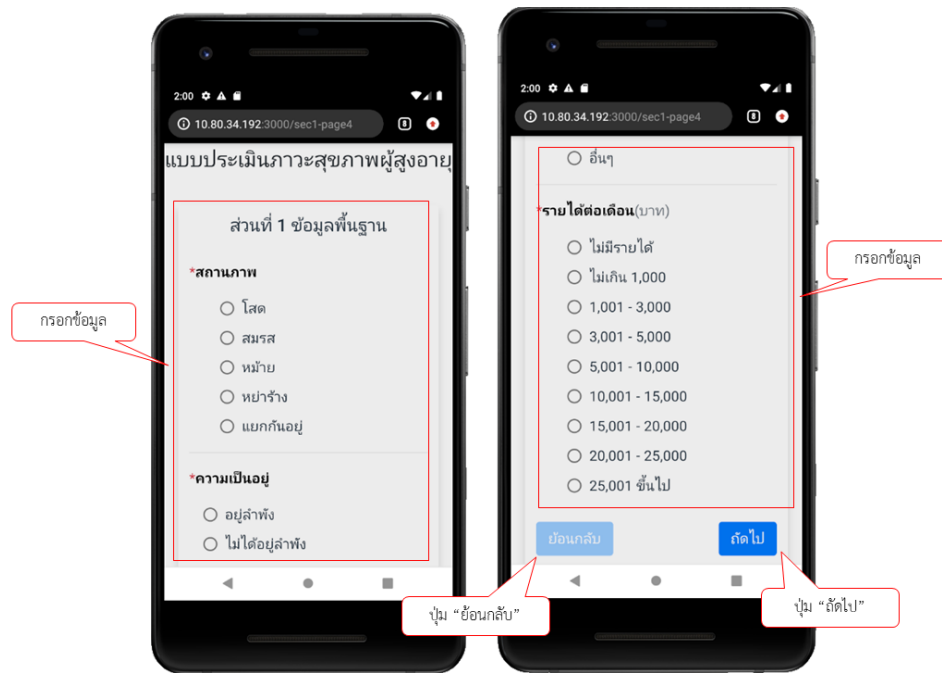 2:00
10.80.34.192:3000/sec1-page4
8
แบบประเมินภาวะสุขภาพผู้สูงอายุ
ส่วนที่ 1 ข้อมูลพื้นฐาน
*สถานภาพ
โสด
สมรส
หม้าย
หย่าร้าง
แยกกันอยู่
*ความเป็นอยู่
อยู่ลำพัง
ไม่ได้อยู่ลำพัง
กรอกข้อมูล
2:00
10.80.34.192:3000/sec1-page4
8
อื่นๆ
*รายได้ต่อเดือน(บาท)
ไม่มีรายได้
ไม่เกิน 1,000
1,001 - 3,000
3,001 - 5,000
5,001 - 10,000
10,001 - 15,000
15,001 - 20,000
20,001 - 25,000
25,001 ขึ้นไป
ย้อนกลับ
ถัดไป
กรอกข้อมูล
ปุ่ม “ย้อนกลับ”
ปุ่ม “ถัดไป”